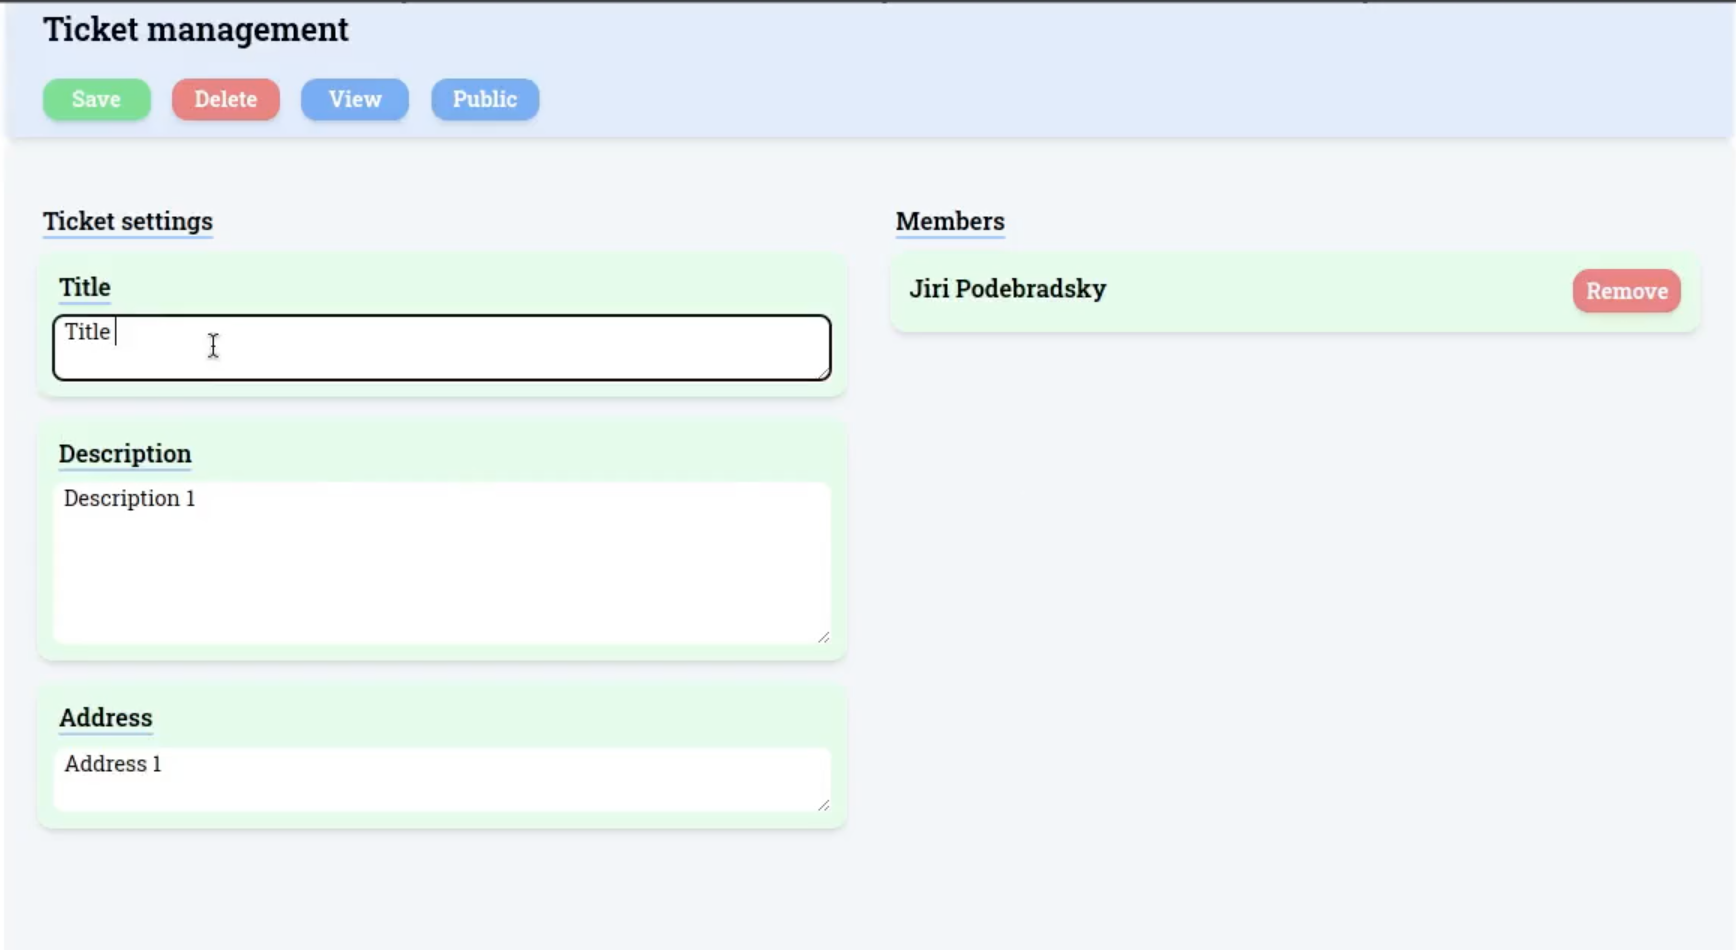 Ticket management
Save Delete View Public
Ticket settings
Title
Title
Description
Description 1
Address
Address 1
Members
Jiri Podebradsky Remove